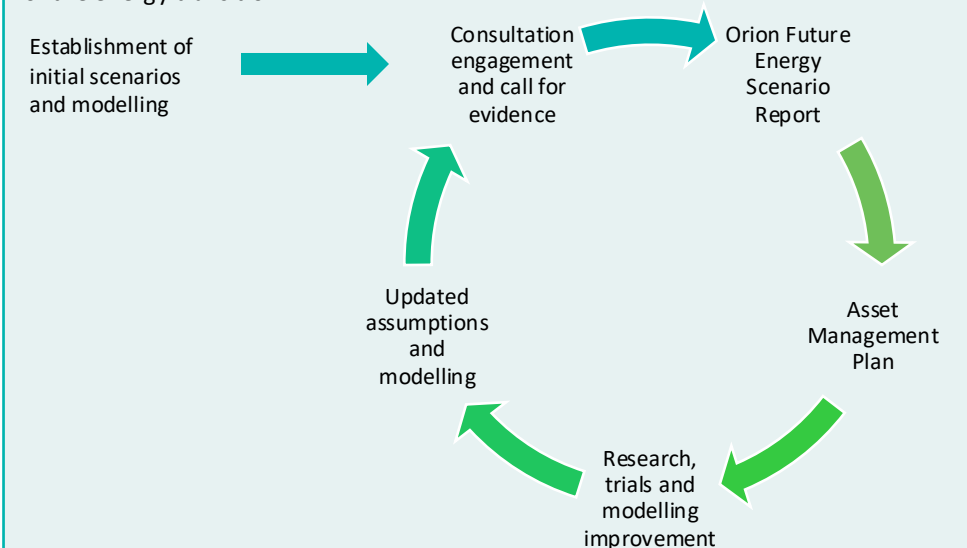 Establishment of
initial scenarios
and modelling
Consultation
engagement
and call for
evidence
Orion Future
Energy
Scenario
Report
Asset
Management
Plan
Research,
trials and
modelling
improvement
Updated
assumptions
and
modelling